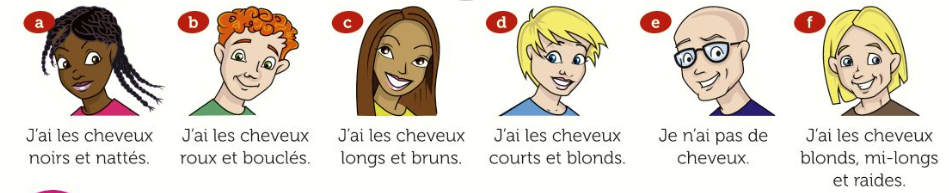 a
b
c
d
e
f
J'ai les cheveux
noirs et nattés.
J'ai les cheveux
roux et bouclés.
J'ai les cheveux
longs et bruns.
J'ai les cheveux
courts et blonds.
Je n'ai pas de
cheveux.
J'ai les cheveux
blonds, mi-longs
et raides.